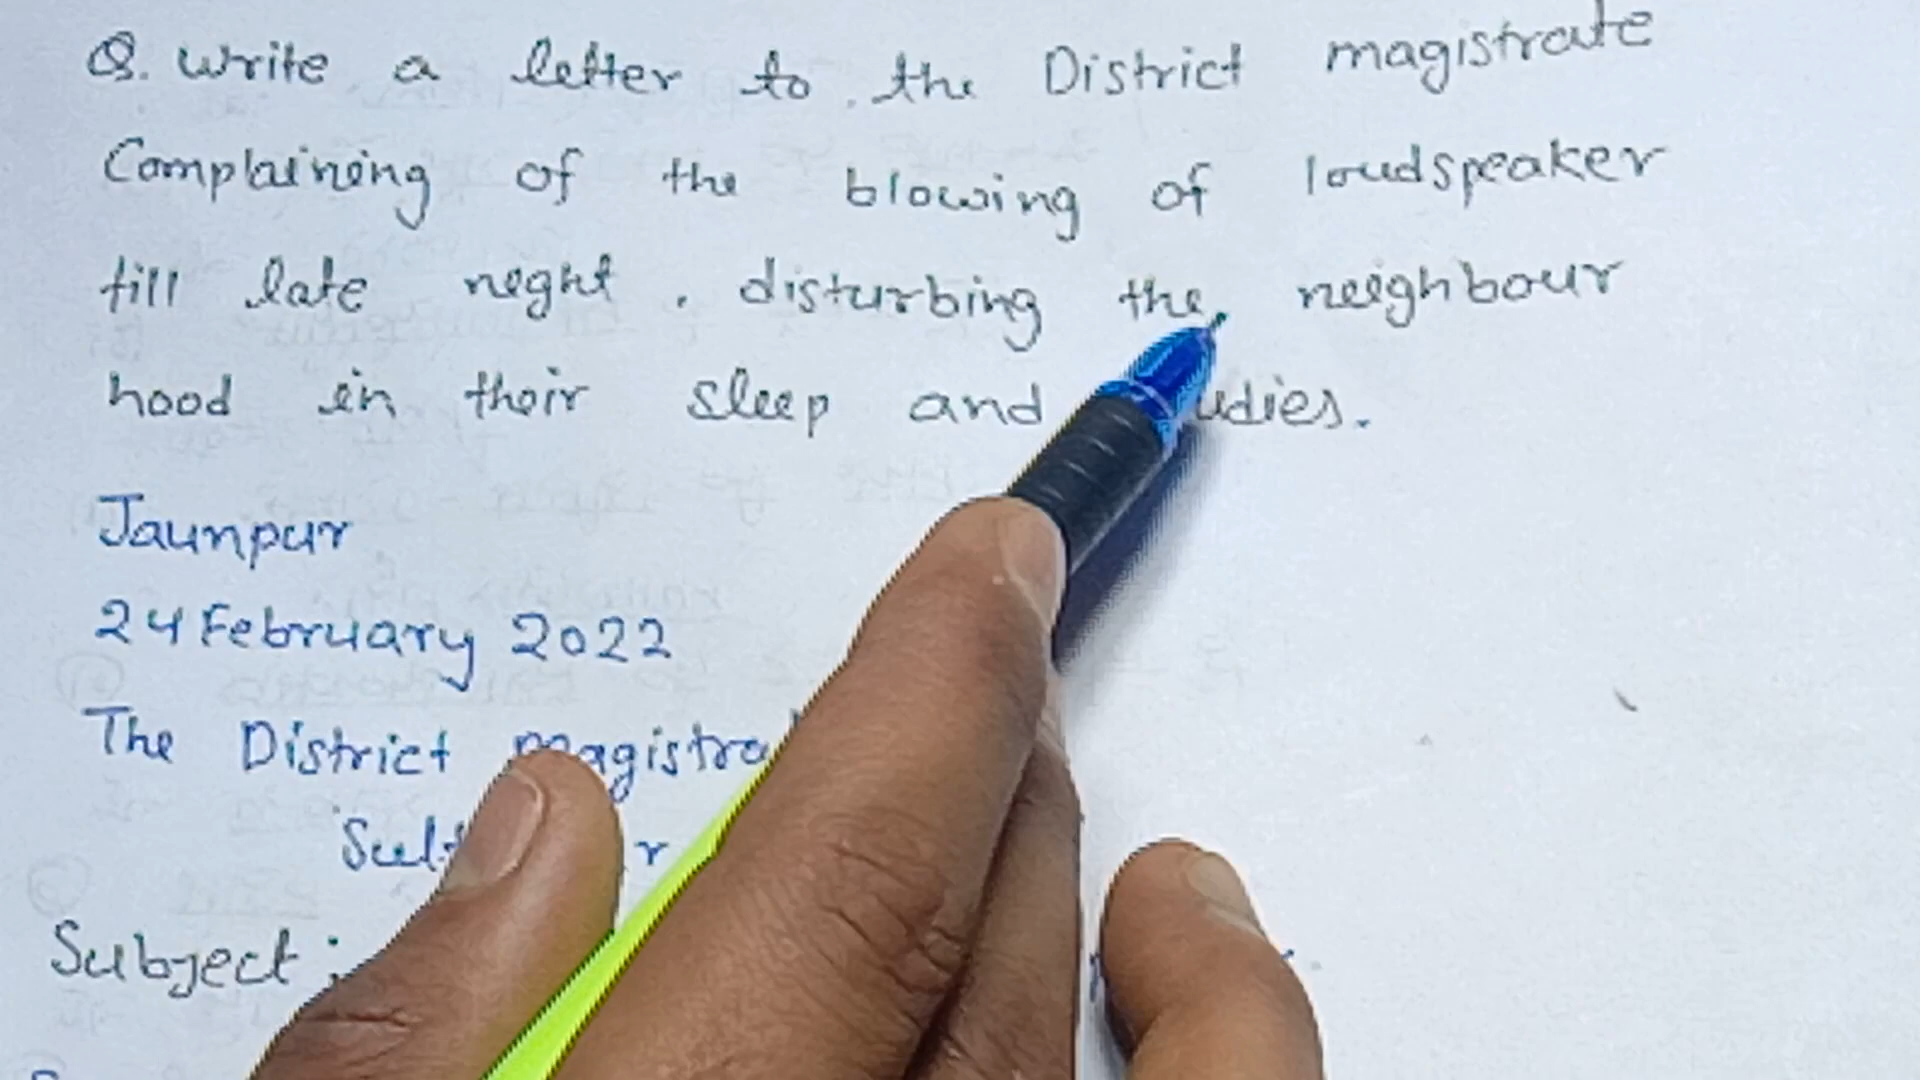 Q. Write a letter to the District magistrate
Complaining of the blowing of loudspeaker
till late night, disturbing the neighbour
hood in their sleep and
Jaunpur
24 February 2022
The District
Subject :